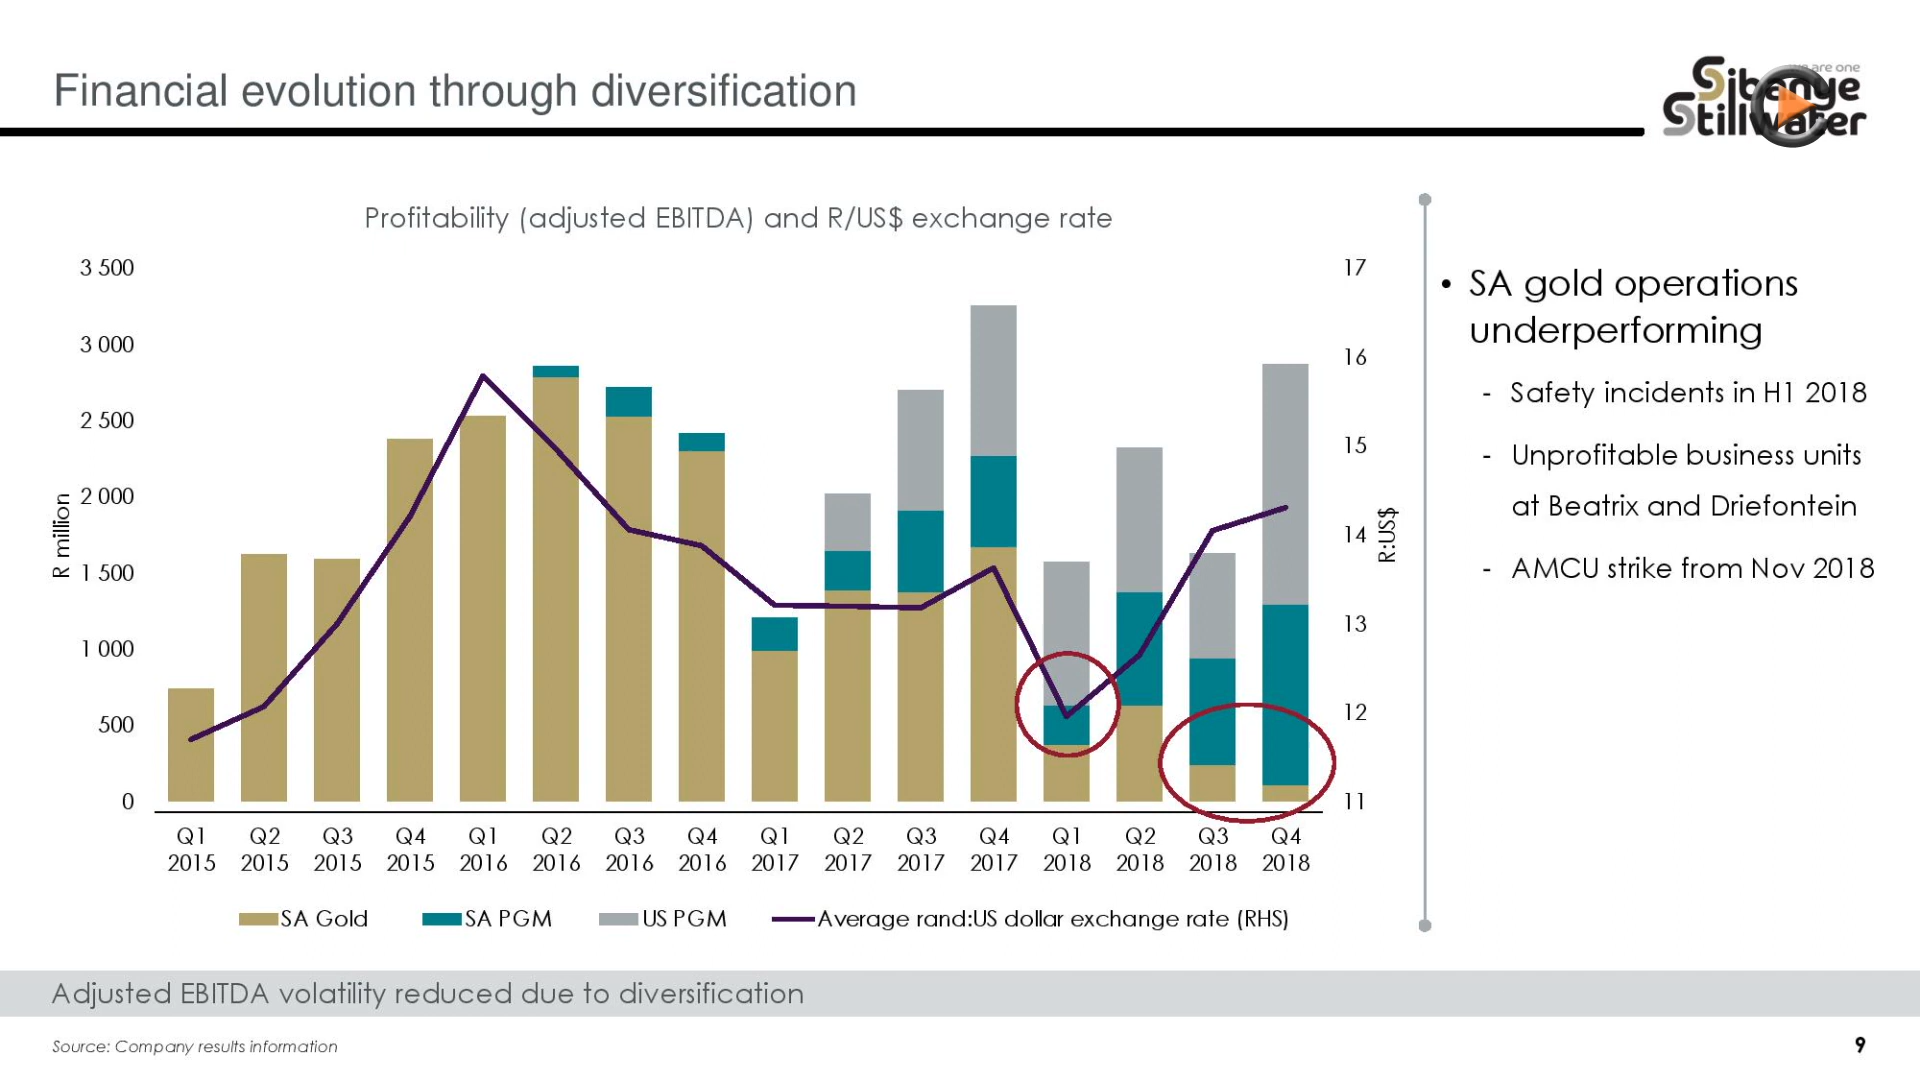 Financial evolution through diversification
we are one
Sibanye
Stillwater
Profitability (adjusted EBITDA) and R/US$ exchange rate
3 500
3 000
2 500
2 000
1 500
1 000
500
0
R million
17
16
15
14
13
12
11
R:US$
Q1 Q2 Q3 Q4 Q1 Q2 Q3 Q4 Q1 Q2 Q3 Q4 Q1 Q2 Q3 Q4
2015 2015 2015 2015 2016 2016 2016 2016 2017 2017 2017 2017 2018 2018 2018 2018
SA Gold SA PGM US PGM Average rand:US dollar exchange rate (RHS)
• SA gold operations
underperforming
- Safety incidents in H1 2018
- Unprofitable business units
at Beatrix and Driefontein
- AMCU strike from Nov 2018
Adjusted EBITDA volatility reduced due to diversification
Source: Company results information
9